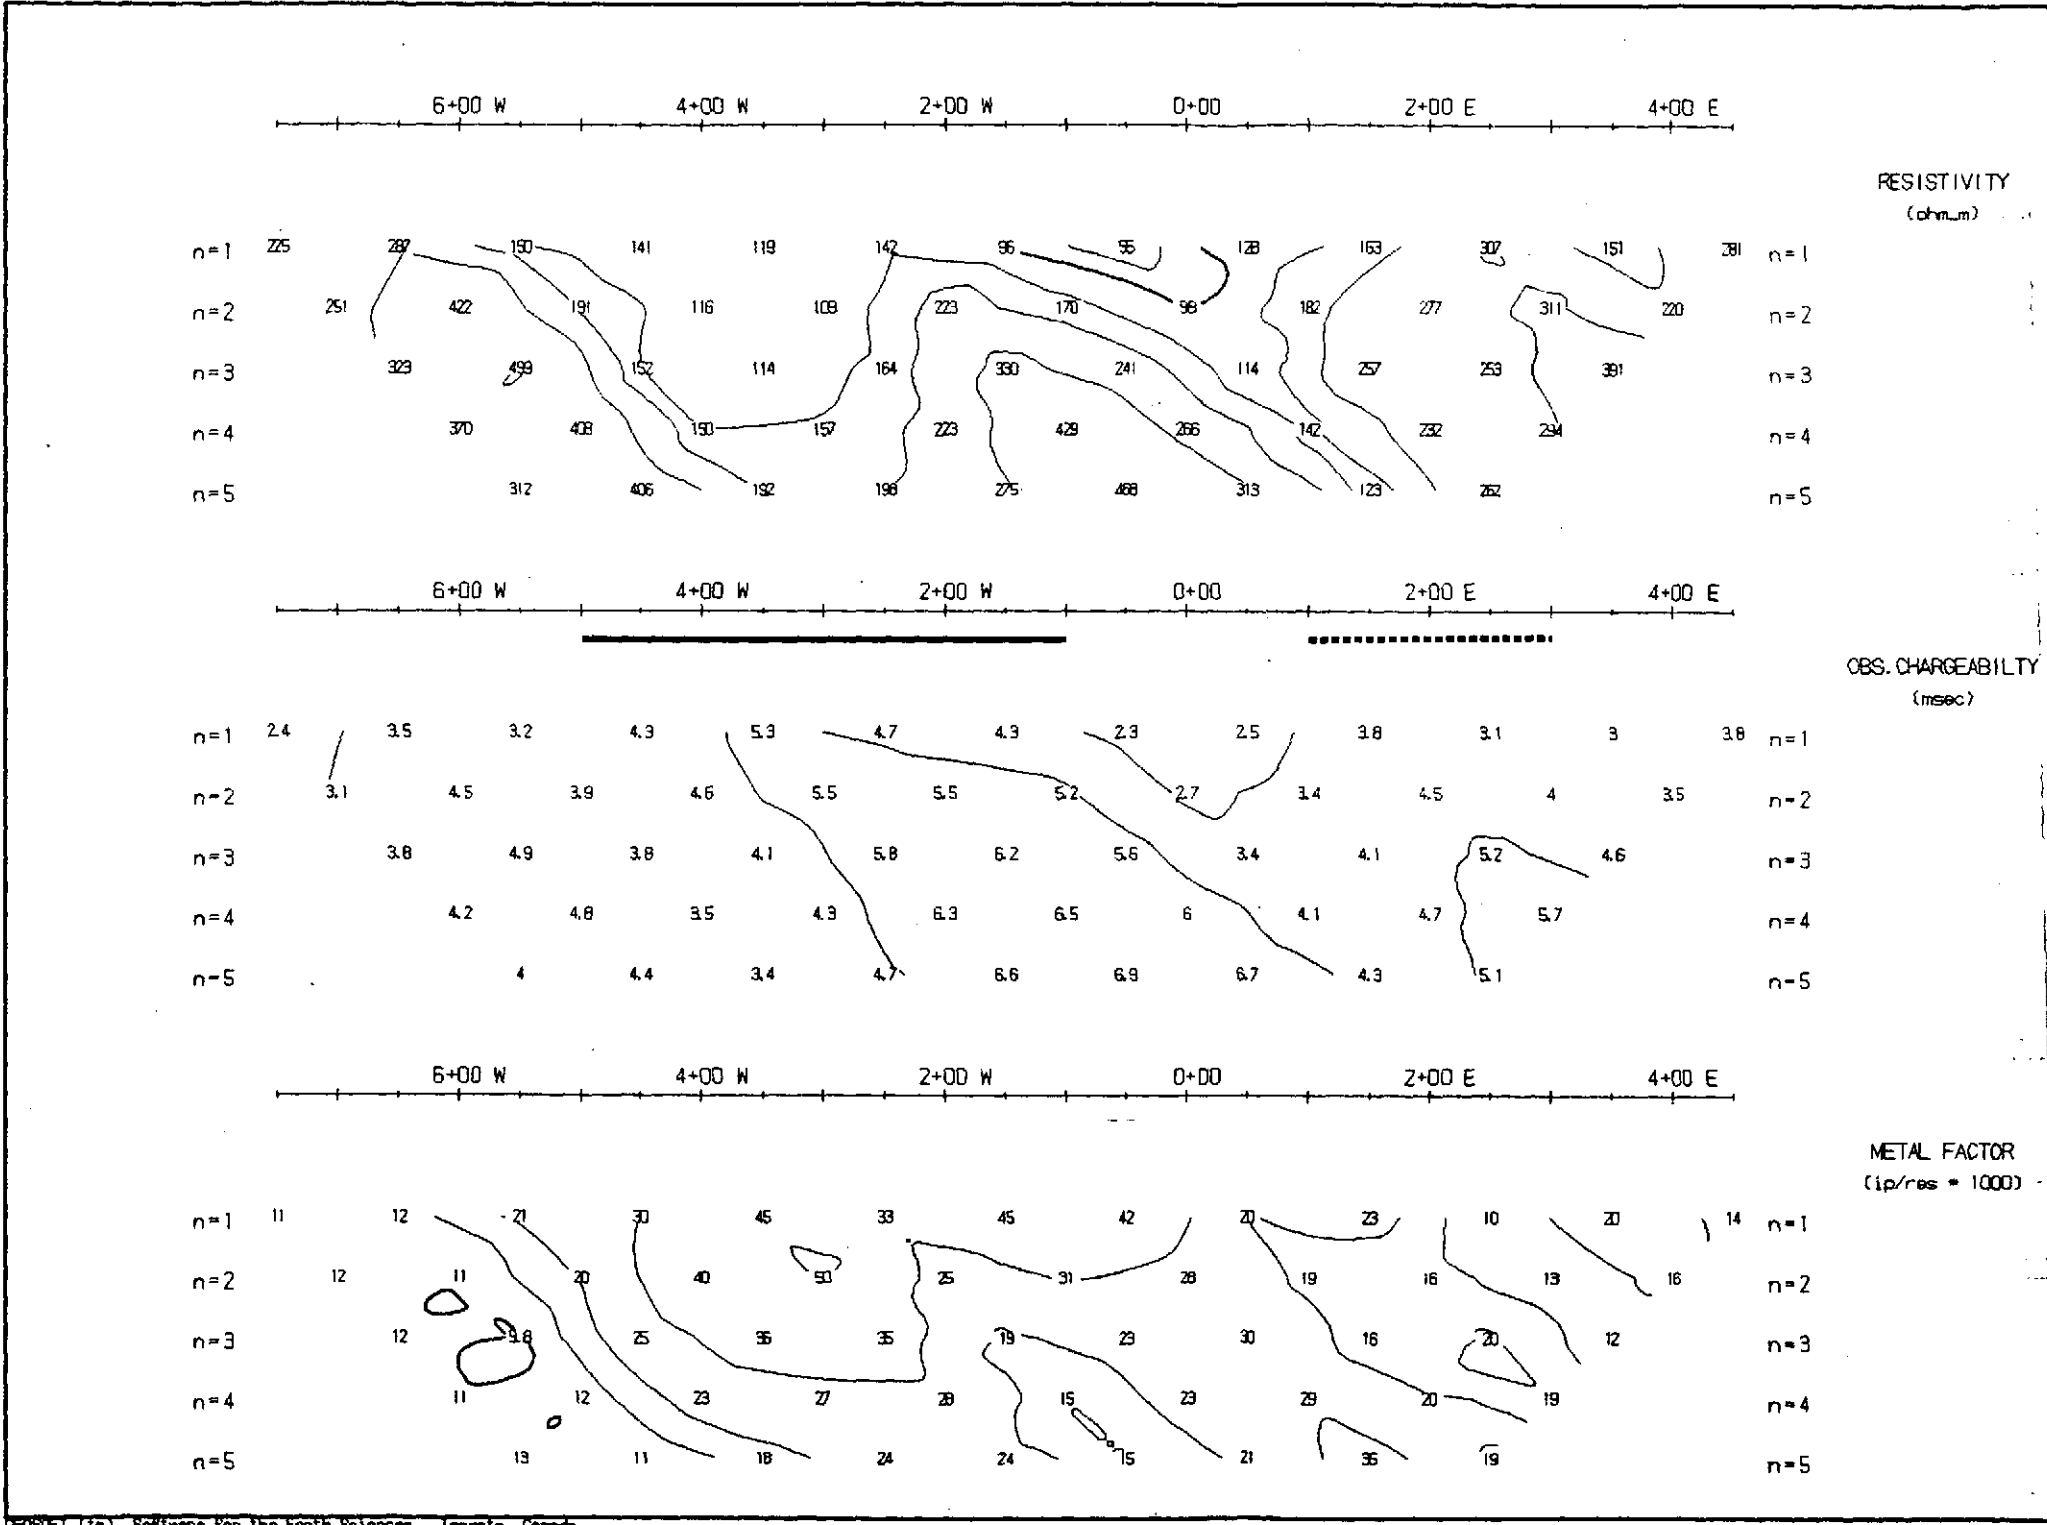 6+00 W 4+00 W 2+00 W 0+00 2+00 E 4+00 E
RESISTIVITY
(ohm_m)
n=1 225 287 150 141 119 142 96 95 128 163 307 151 281 n=1
n=2 251 422 191 116 109 223 170 98 182 277 311 220 n=2
n=3 323 499 152 114 164 330 241 114 257 253 391 n=3
n=4 370 408 150 157 223 429 266 142 232 294 n=4
n=5 312 406 192 198 275 468 313 123 262 n=5
6+00 W 4+00 W 2+00 W 0+00 2+00 E 4+00 E
OBS. CHARGEABILTY
(msec)
n=1 2.4 3.5 3.2 4.3 5.3 4.7 4.3 2.3 2.5 3.8 3.1 3 3.8 n=1
n=2 3.1 4.5 3.9 4.6 5.5 5.5 5.2 2.7 3.4 4.5 4 3.5 n=2
n=3 3.8 4.9 3.8 4.1 5.8 6.2 5.6 3.4 4.1 5.2 4.6 n=3
n=4 4.2 4.8 3.5 4.3 6.3 6.5 6 4.1 4.7 5.7 n=4
n=5 4 4.4 3.4 4.7 6.6 6.9 6.7 4.3 5.1 n=5
6+00 W 4+00 W 2+00 W 0+00 2+00 E 4+00 E
METAL FACTOR
(ip/res * 1000)
n=1 11 12 21 30 45 33 45 42 20 23 10 20 14 n=1
n=2 12 11 20 40 50 25 31 28 19 16 13 16 n=2
n=3 12 9.8 25 36 35 19 23 30 16 20 12 n=3
n=4 11 12 23 27 28 15 23 29 20 19 n=4
n=5 13 11 18 24 24 15 21 35 19 n=5
Software for the Earth Sciences Toronto, Canada